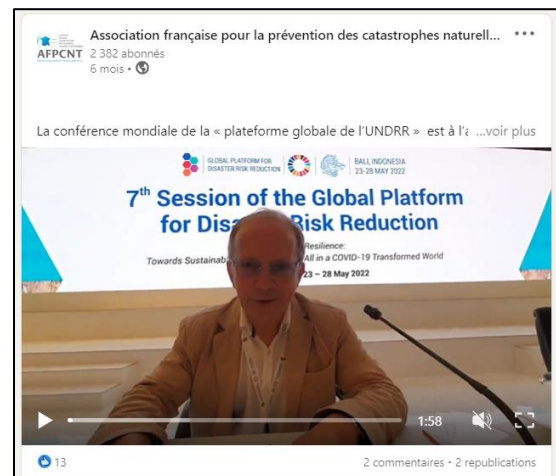 Association française pour la prévention des catastrophes naturell... •••
AFPCNT
2 382 abonnés
6 mois •
La conférence mondiale de la « plateforme globale de l'UNDRR » est à l'a ...voir plus
GLOBAL PLATFORM FOR
DISASTER RISK REDUCTION
BALI, INDONESIA
23-28 MAY 2022
7th Session of the Global Platform
for Disa Risk Reduction
Resilience:
Towards Sustainab All in a COVID-19 Transformed World
23 – 28 May 2022
1:58
13
2 commentaires • 2 republications